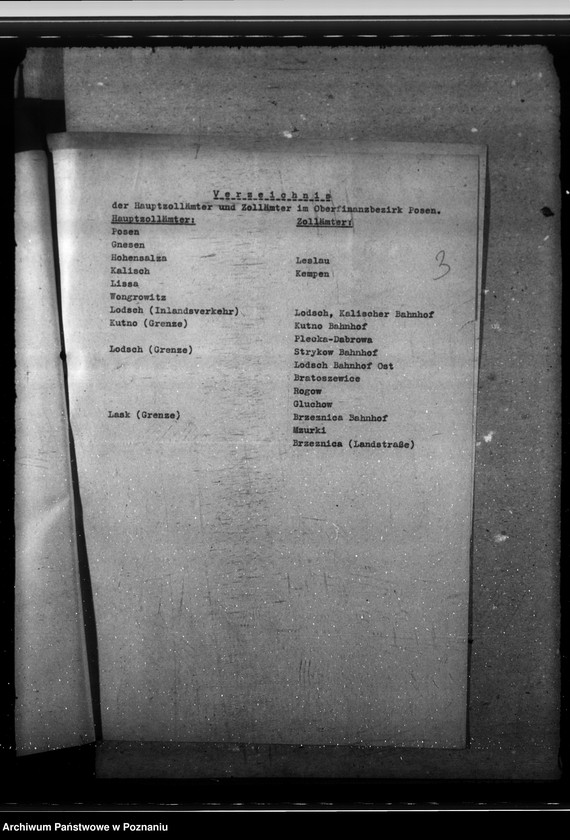 Verzeichnis
der Hauptzollämter und Zollämter im Oberfinanzbezirk Posen.
Hauptzollämter: Zollämter:
Posen
Gnesen
Hohensalza Leslau
Kalisch Kempen
3
Lissa
Wongrowitz
Lodsch (Inlandsverkehr) Lodsch, Kalischer Bahnhof
Kutno (Grenze) Kutno Bahnhof
Plecka-Dabrowa
Lodsch (Grenze) Strykow Bahnhof
Lodsch Bahnhof Ost
Bratoszewice
Rogow
Gluchow
Lask (Grenze) Brzeznica Bahnhof
Mzurki
Brzeznica (Landstraße)
Archiwum Państwowe w Poznaniu